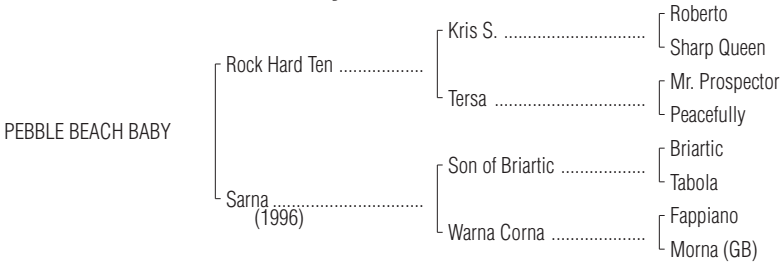 Roberto
Kris S. ..............................
Sharp Queen
Rock Hard Ten ..................
Mr. Prospector
Tersa ................................
Peacefully
PEBBLE BEACH BABY
Briartic
Son of Briartic ..................
Tabola
Sarna ................................
(1996)
Fappiano
Warna Corna ....................
Morna (GB)